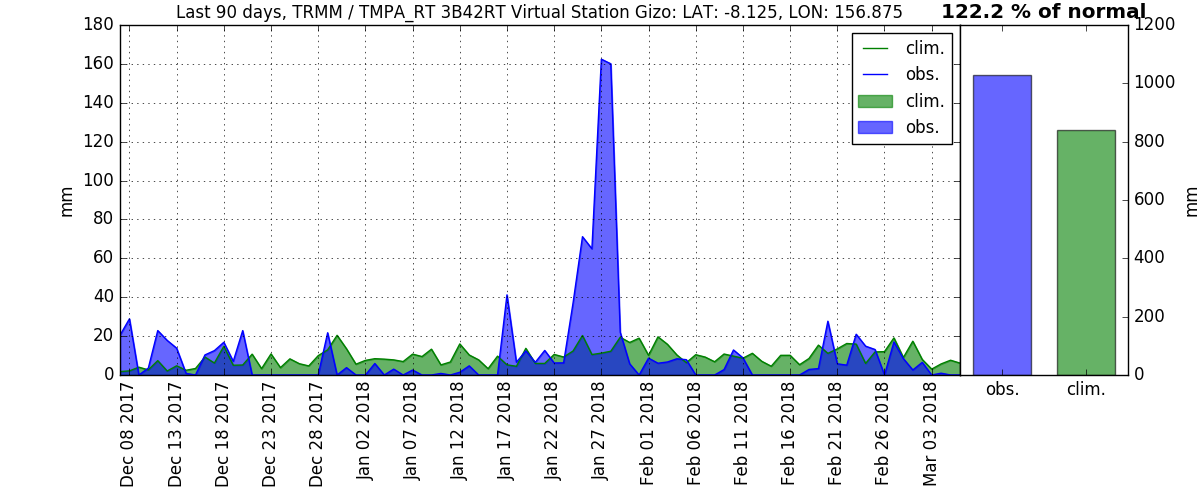 Last 90 days, TRMM / TMPA_RT 3B42RT Virtual Station Gizo: LAT: -8.125, LON: 156.875
122.2 % of normal
180
160
140
120
100
80
60
40
20
0
mm
clim.
obs.
clim.
obs.
1200
1000
800
600
400
200
0
mm
Dec 08 2017
Dec 13 2017
Dec 18 2017
Dec 23 2017
Dec 28 2017
Jan 02 2018
Jan 07 2018
Jan 12 2018
Jan 17 2018
Jan 22 2018
Jan 27 2018
Feb 01 2018
Feb 06 2018
Feb 11 2018
Feb 16 2018
Feb 21 2018
Feb 26 2018
Mar 03 2018
obs.
clim.